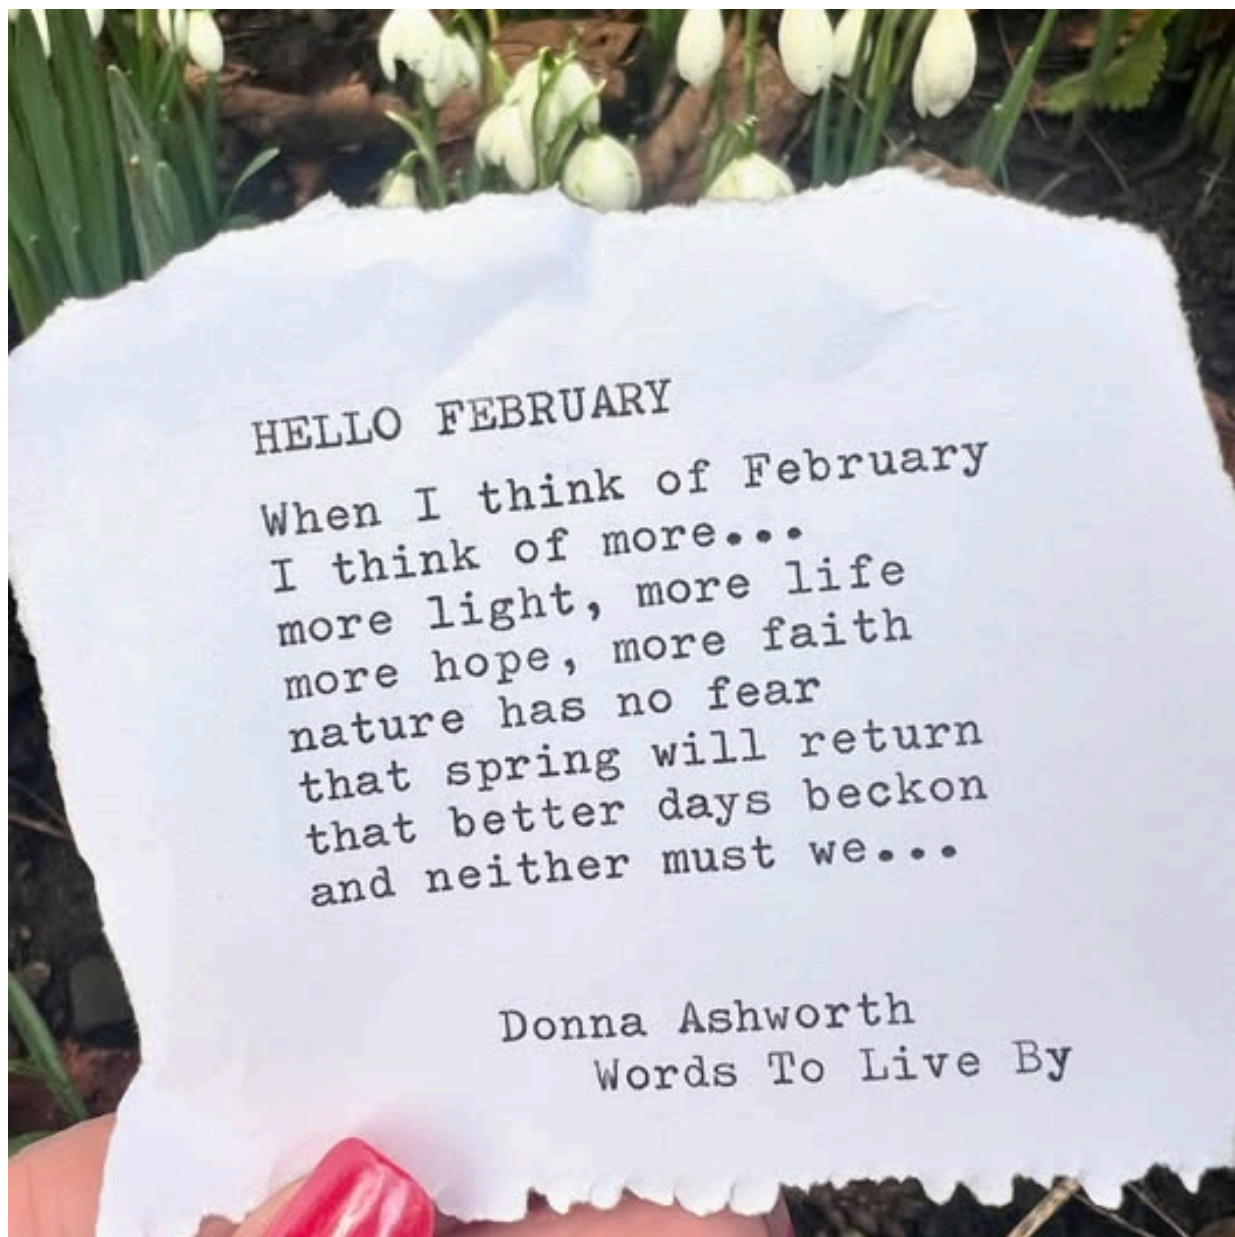 HELLO FEBRUARY
When I think of February
I think of more...
more light, more life
more hope, more faith
nature has no fear
that spring will return
that better days beckon
and neither must we...
Donna Ashworth
Words To Live By